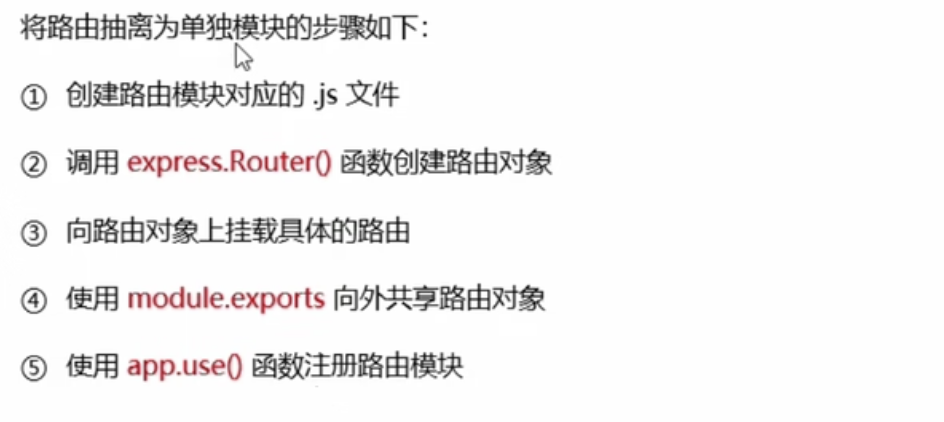 将路由抽离为单独模块的步骤如下：
① 创建路由模块对应的 .js 文件
② 调用 express.Router() 函数创建路由对象
③ 向路由对象上挂载具体的路由
④ 使用 module.exports 向外共享路由对象
⑤ 使用 app.use() 函数注册路由模块